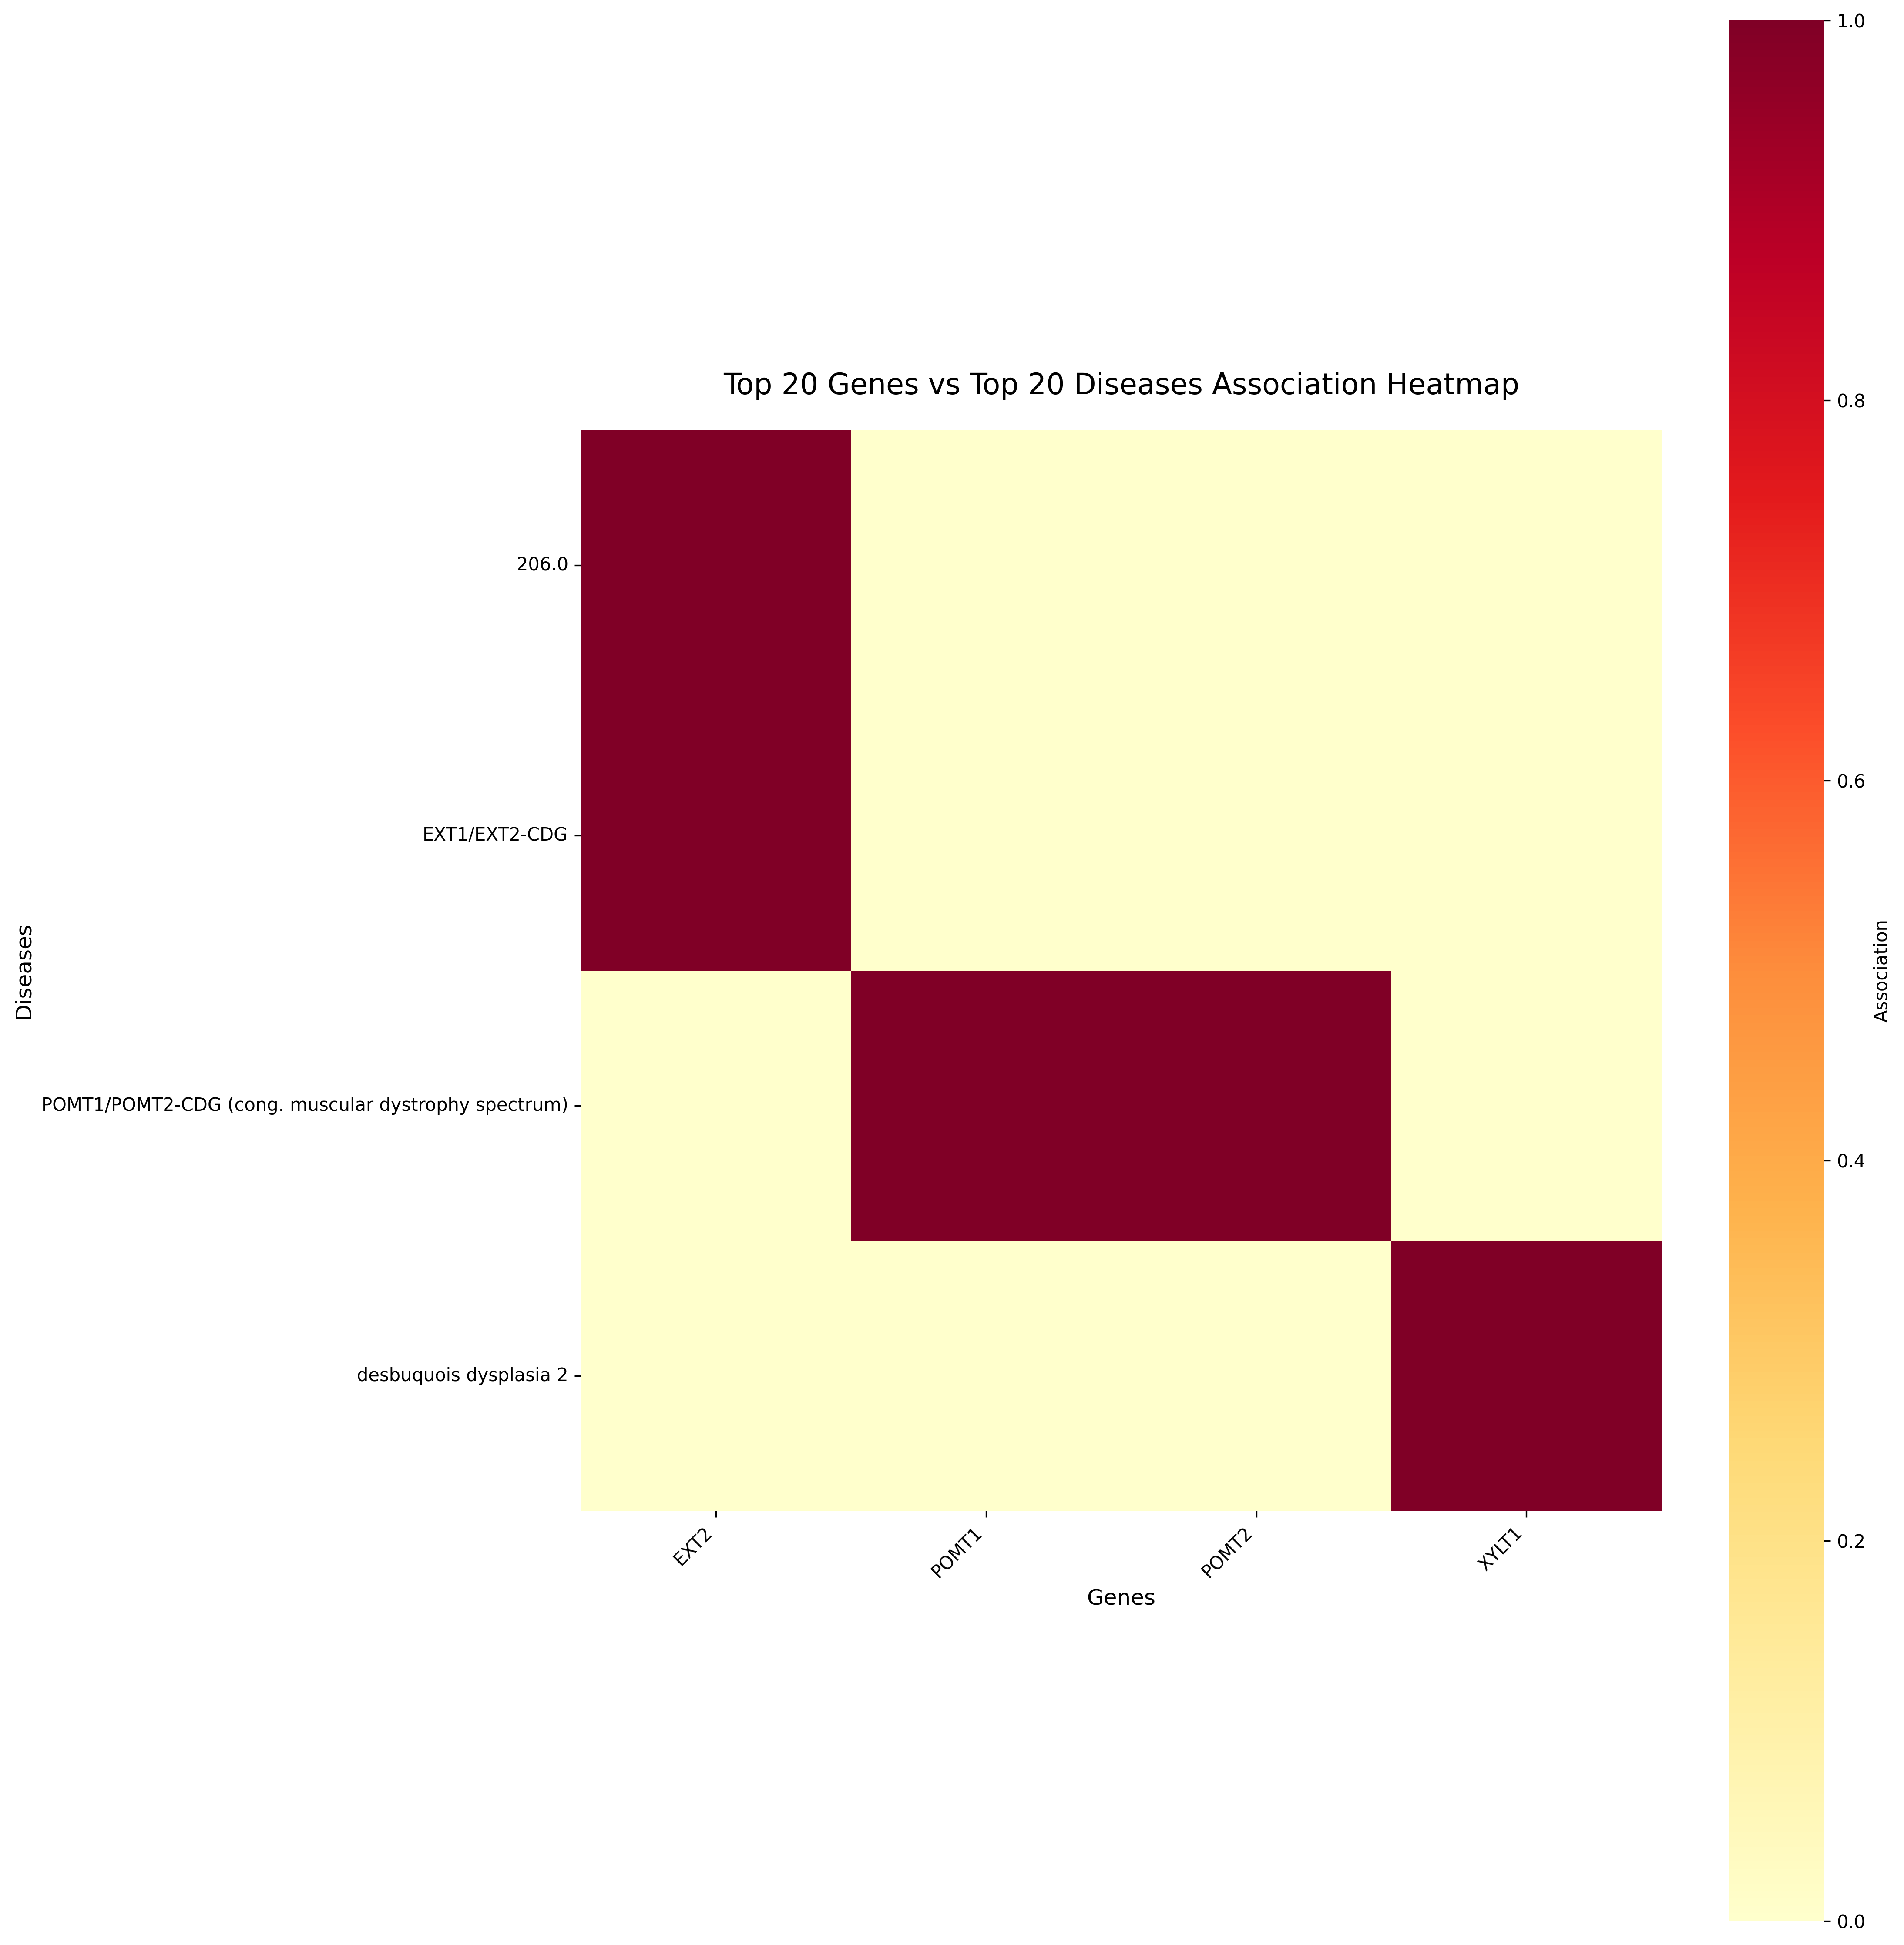 Top 20 Genes vs Top 20 Diseases Association Heatmap
Diseases
206.0
EXT1/EXT2-CDG
POMT1/POMT2-CDG (cong. muscular dystrophy spectrum)
desbuquois dysplasia 2
EXT2
POMT1
POMT2
XYLT1
Genes
1.0
0.8
0.6
0.4
0.2
0.0
Association